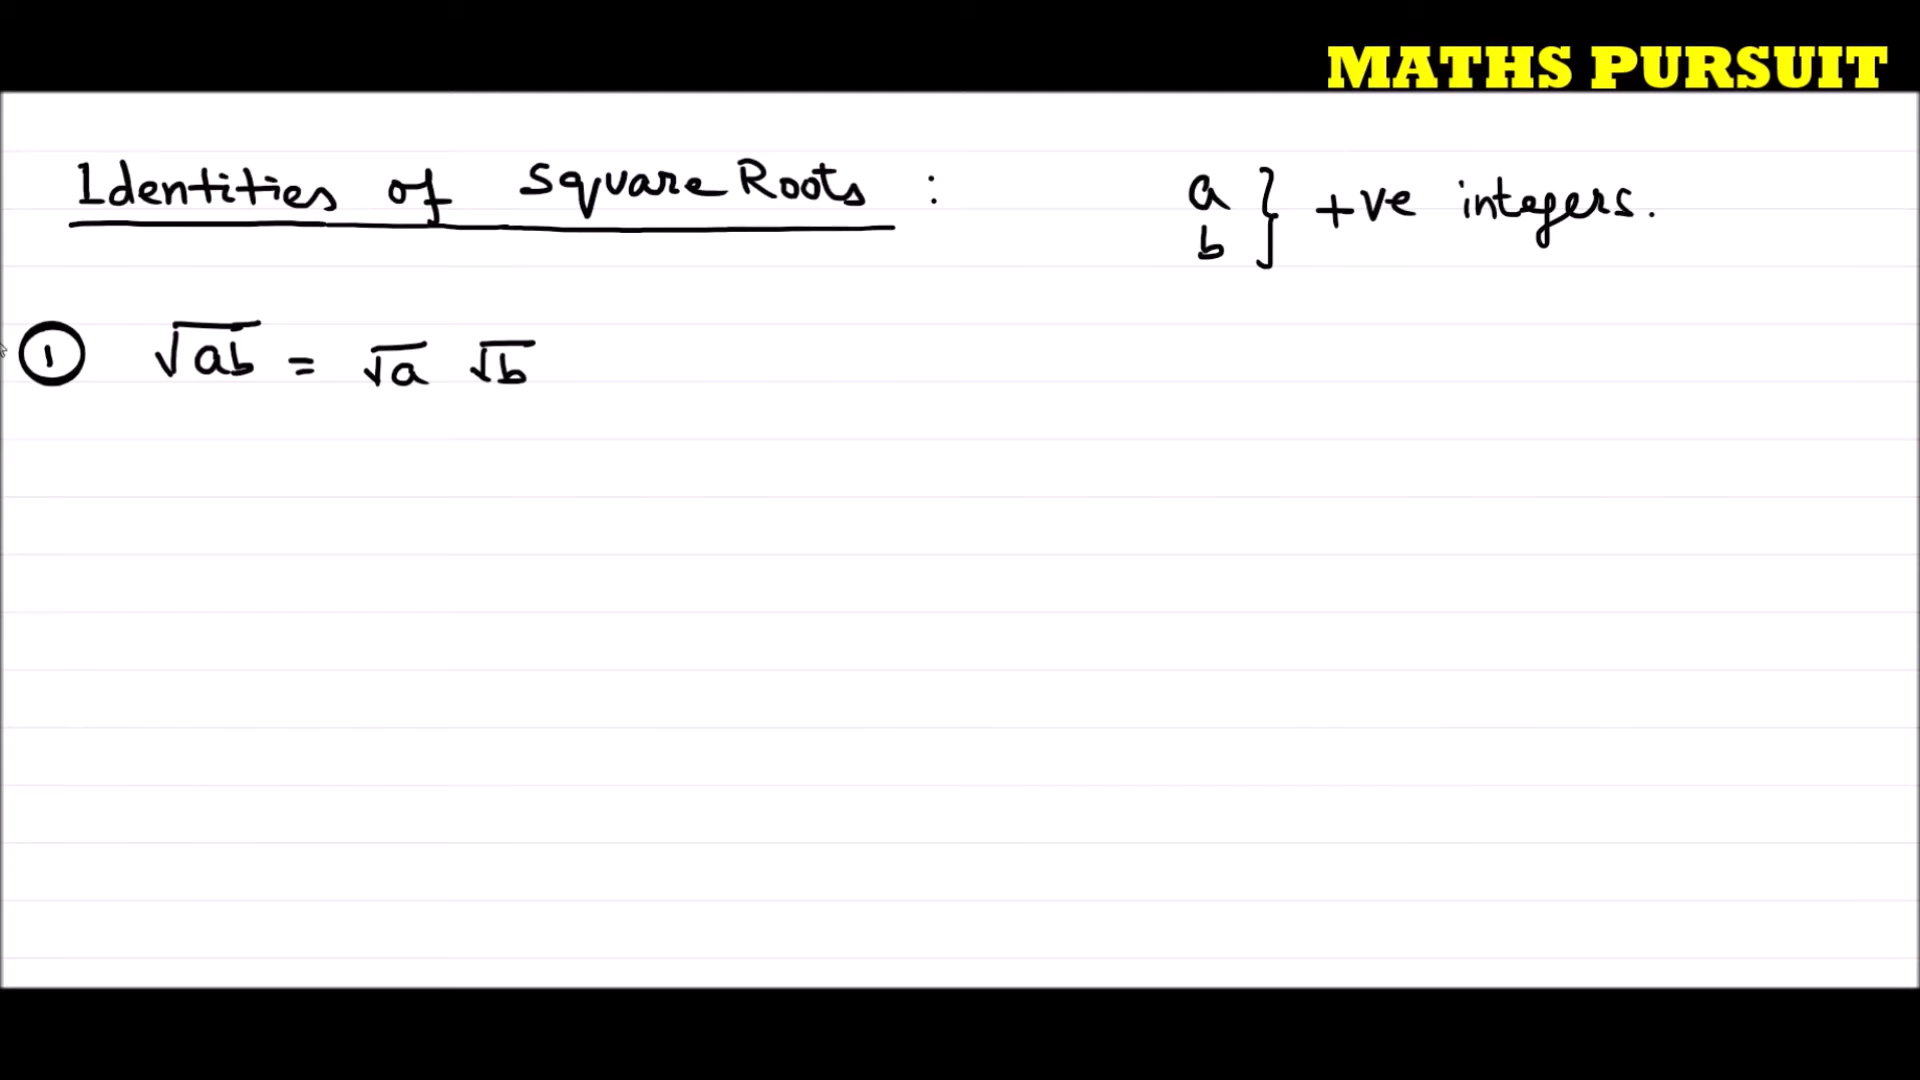 MATHS PURSUIT
Identities of Square Roots :
a } +ve integers.
b
① √ab = √a √b